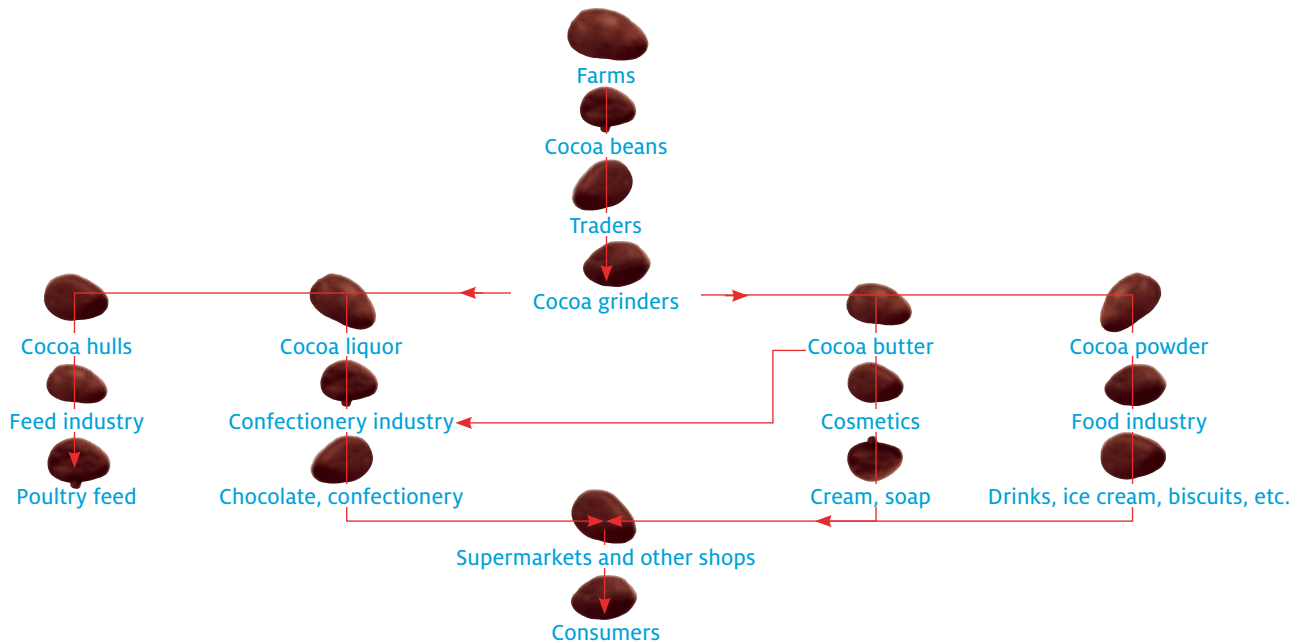 Farms
Cocoa beans
Traders
Cocoa grinders
Cocoa hulls
Cocoa liquor
Cocoa butter
Cocoa powder
Feed industry
Confectionery industry
Cosmetics
Food industry
Poultry feed
Chocolate, confectionery
Cream, soap
Drinks, ice cream, biscuits, etc.
Supermarkets and other shops
Consumers